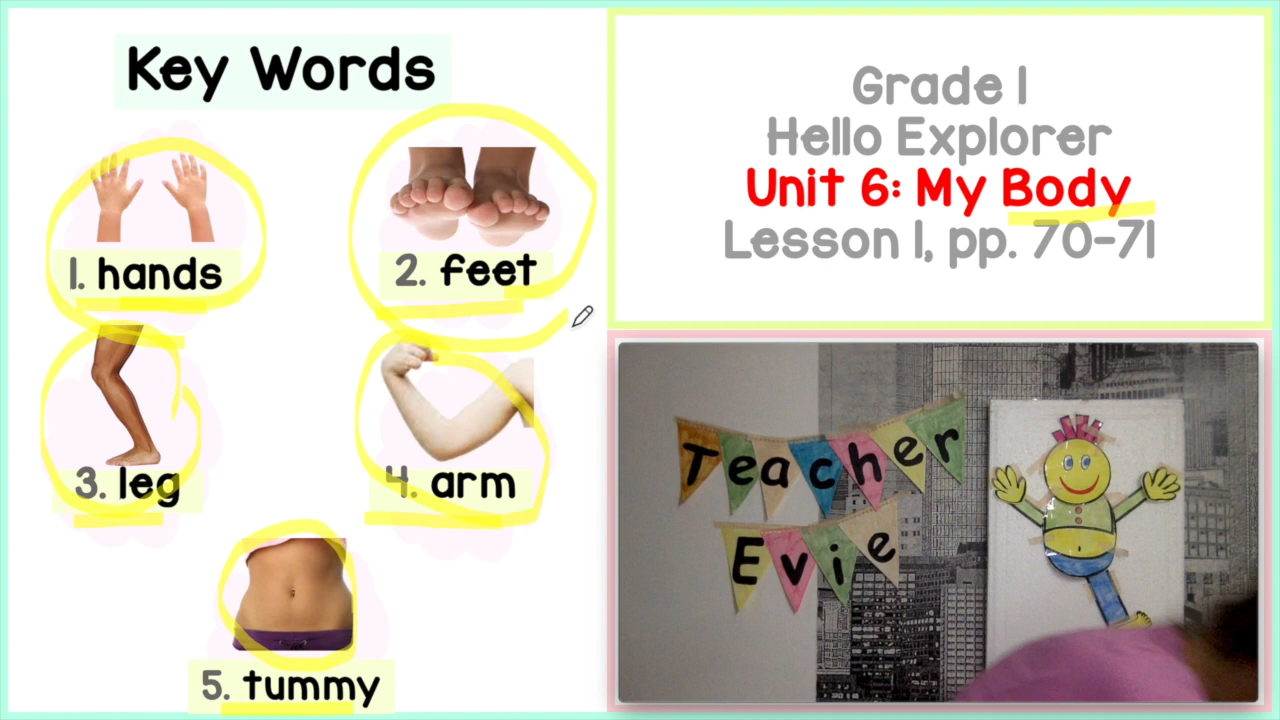 Key Words
1. hands
2. feet
3. leg
4. arm
5. tummy
Grade 1
Hello Explorer
Unit 6: My Body
Lesson 1, pp. 70-71
Teacher
Evie